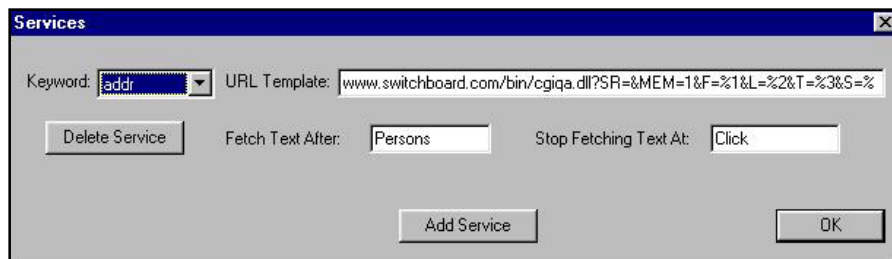 Services
Keyword: addr URL Template: www.switchboard.com/bin/cgiqa.dll?SR=&MEM=1&F=%1&L=%2&T=%3&S=%
Delete Service Fetch Text After: Persons Stop Fetching Text At: Click
Add Service OK